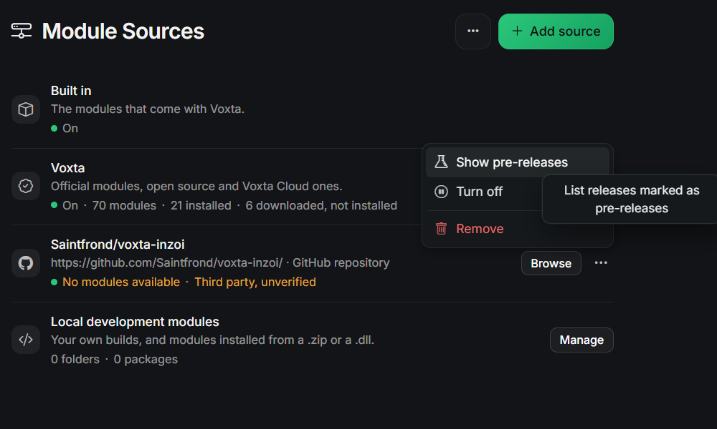 Module Sources
···
+ Add source
Built in
The modules that come with Voxta.
On
Voxta
Official modules, open source and Voxta Cloud ones.
On · 70 modules · 21 installed · 6 downloaded, not installed
Show pre-releases
Turn off
List releases marked as
pre-releases
Remove
Saintfrond/voxta-inzoi
https://github.com/Saintfrond/voxta-inzoi/ · GitHub repository
No modules available · Third party, unverified
Browse
···
Local development modules
Your own builds, and modules installed from a .zip or a .dll.
0 folders · 0 packages
Manage